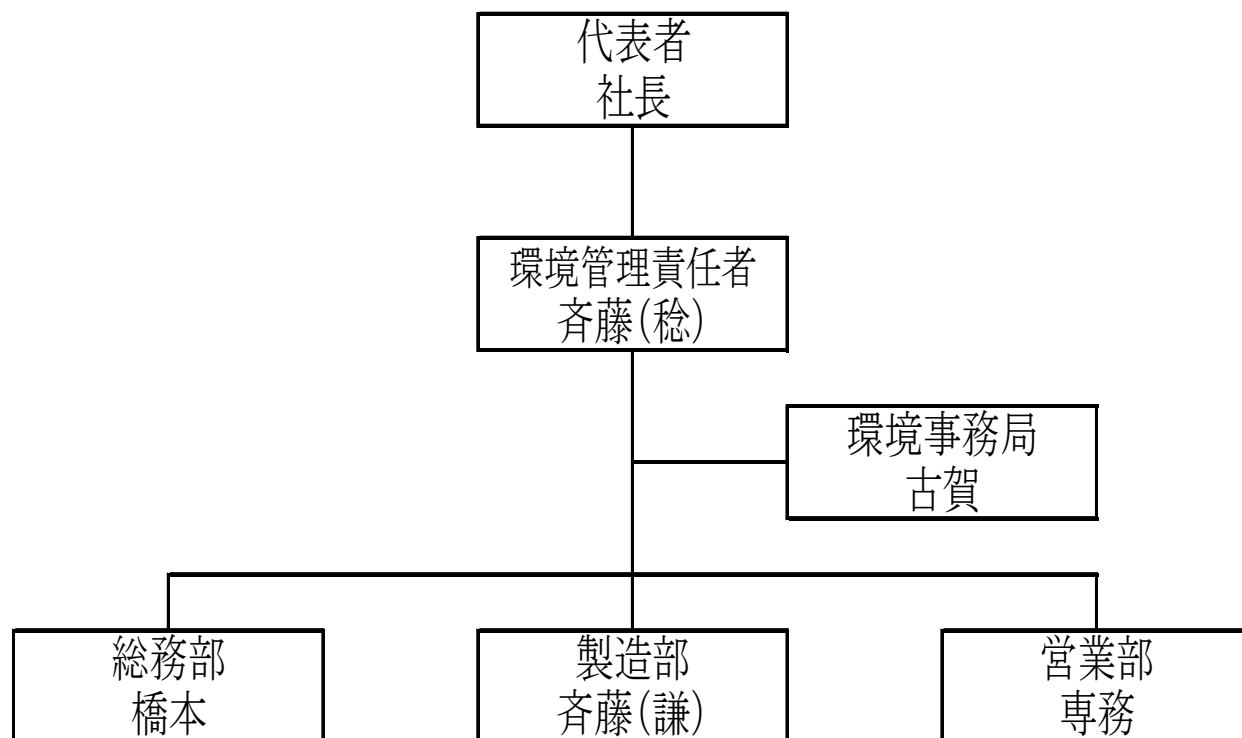 代表者
社長
環境管理責任者
斉藤(稔)
環境事務局
古賀
総務部
橋本
製造部
斉藤(謙)
営業部
専務